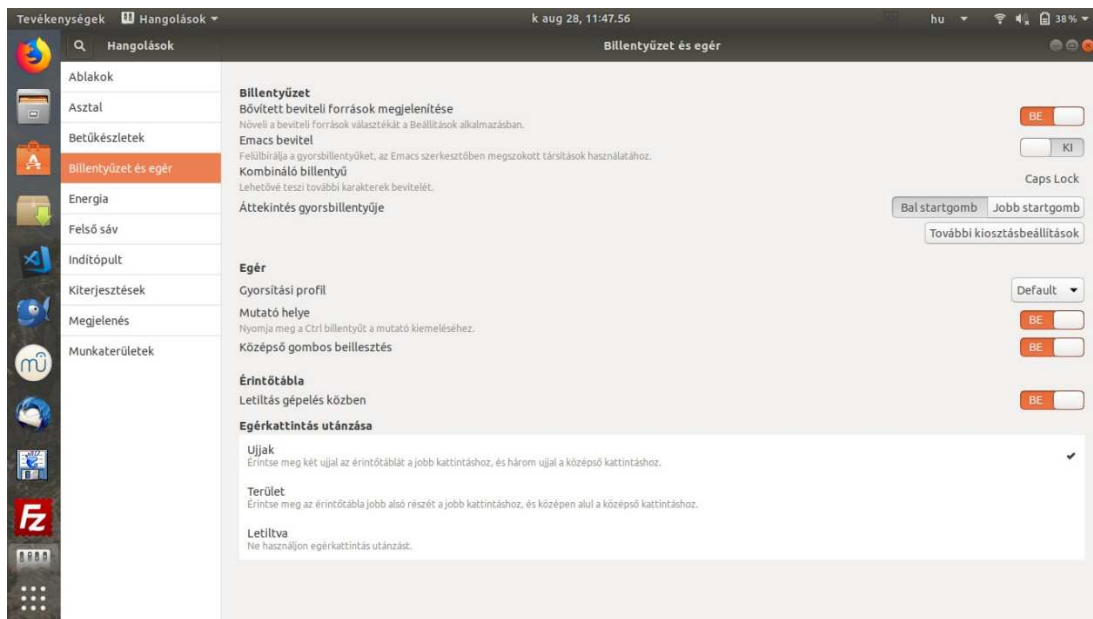 Tevékenységek Hangolások k aug 28, 11:47.56 hu 38 %
Hangolások Billentyűzet és egér
Ablakok
Asztal
Betűkészletek
Billentyűzet és egér
Energia
Felső sáv
Indítópult
Kiterjesztések
Megjelenés
Munkaterületek
Billentyűzet
Bővített beviteli források megjelenítése BE
Növeli a beviteli források választékát a Beállítások alkalmazásban.
Emacs bevitel KI
Felülbírálja a gyorsbillentyűket, az Emacs szerkesztőben megszokott társítások használatához.
Kombináló billentyű Caps Lock
Lehetővé teszi további karakterek bevitelét.
Áttekintés gyorsbillentyűje Bal startgomb Jobb startgomb
További kiosztásbeállítások
Egér
Gyorsítási profil Default
Mutató helye BE
Nyomja meg a Ctrl billentyűt a mutató kiemeléséhez.
Középső gombos beillesztés BE
Érintőtábla
Letiltás gépelés közben BE
Egérkattintás utánzása
Ujjak
Érintse meg két ujjal az érintőtáblát a jobb kattintáshoz, és három ujjal a középső kattintáshoz.
Terület
Érintse meg az érintőtábla jobb alsó részét a jobb kattintáshoz, és középen alul a középső kattintáshoz.
Letiltva
Ne használjon egérkattintás utánzást.
A
mű
Fz